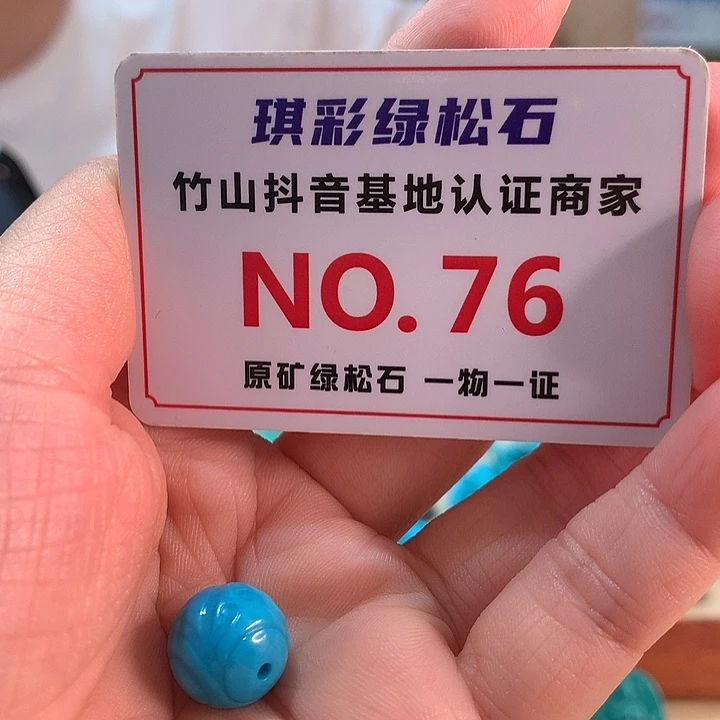 琪彩绿松石
竹山抖音基地认证商家
NO. 76
原矿绿松石 一物一证